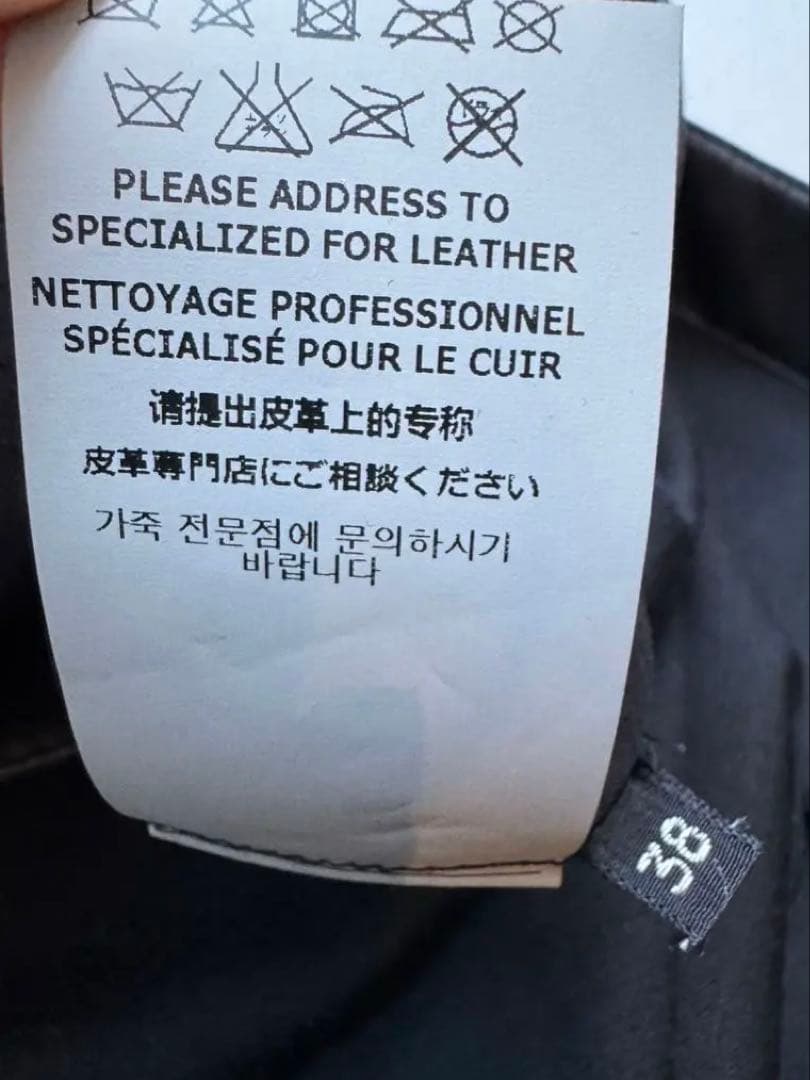 PLEASE ADDRESS TO
SPECIALIZED FOR LEATHER
NETTOYAGE PROFESSIONNEL
SPÉCIALISÉ POUR LE CUIR
请提出皮革上的专称
皮革専門店にご相談ください
가죽 전문점에 문의하시기
바랍니다
38